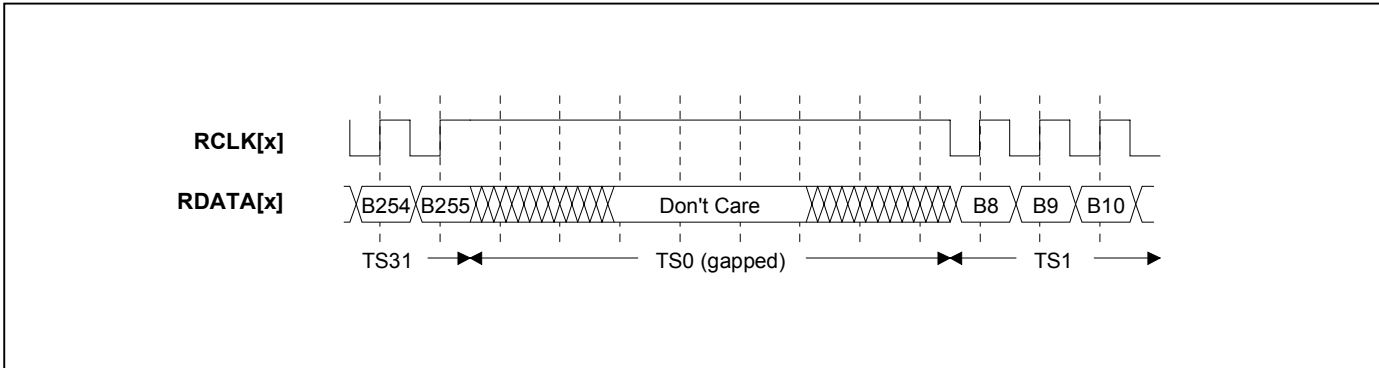 RCLK[x]
RDATA[x] B254 B255 Don't Care B8 B9 B10
TS31 TS0 (gapped) TS1